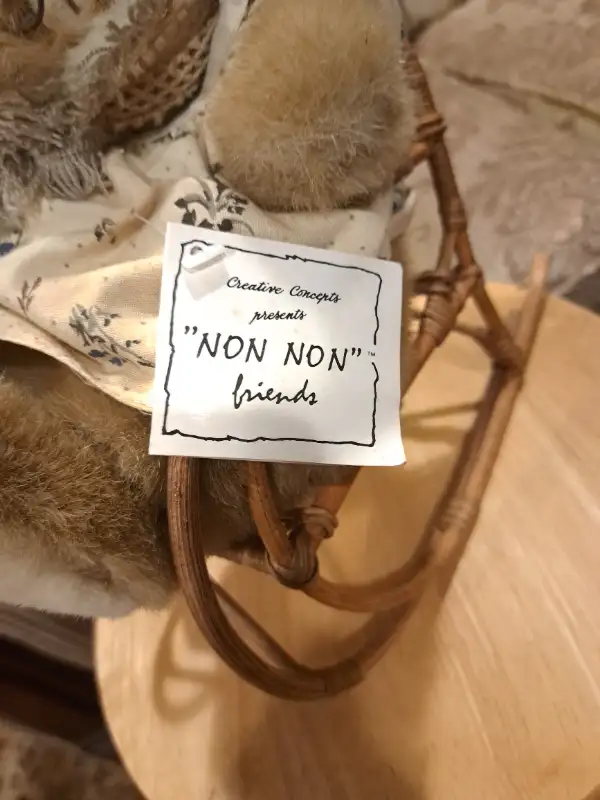 Creative Concepts
presents
"NON NON"™
friends